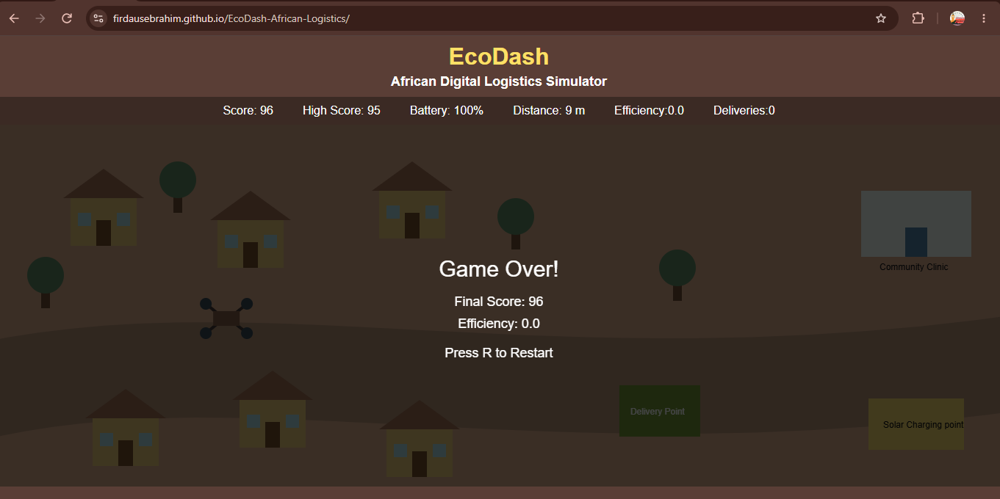 firdausebrahim.github.io/EcoDash-African-Logistics/
EcoDash
African Digital Logistics Simulator
Score: 96 High Score: 95 Battery: 100% Distance: 9 m Efficiency:0.0 Deliveries:0
Community Clinic
Game Over!
Final Score: 96
Efficiency: 0.0
Press R to Restart
Delivery Point
Solar Charging point